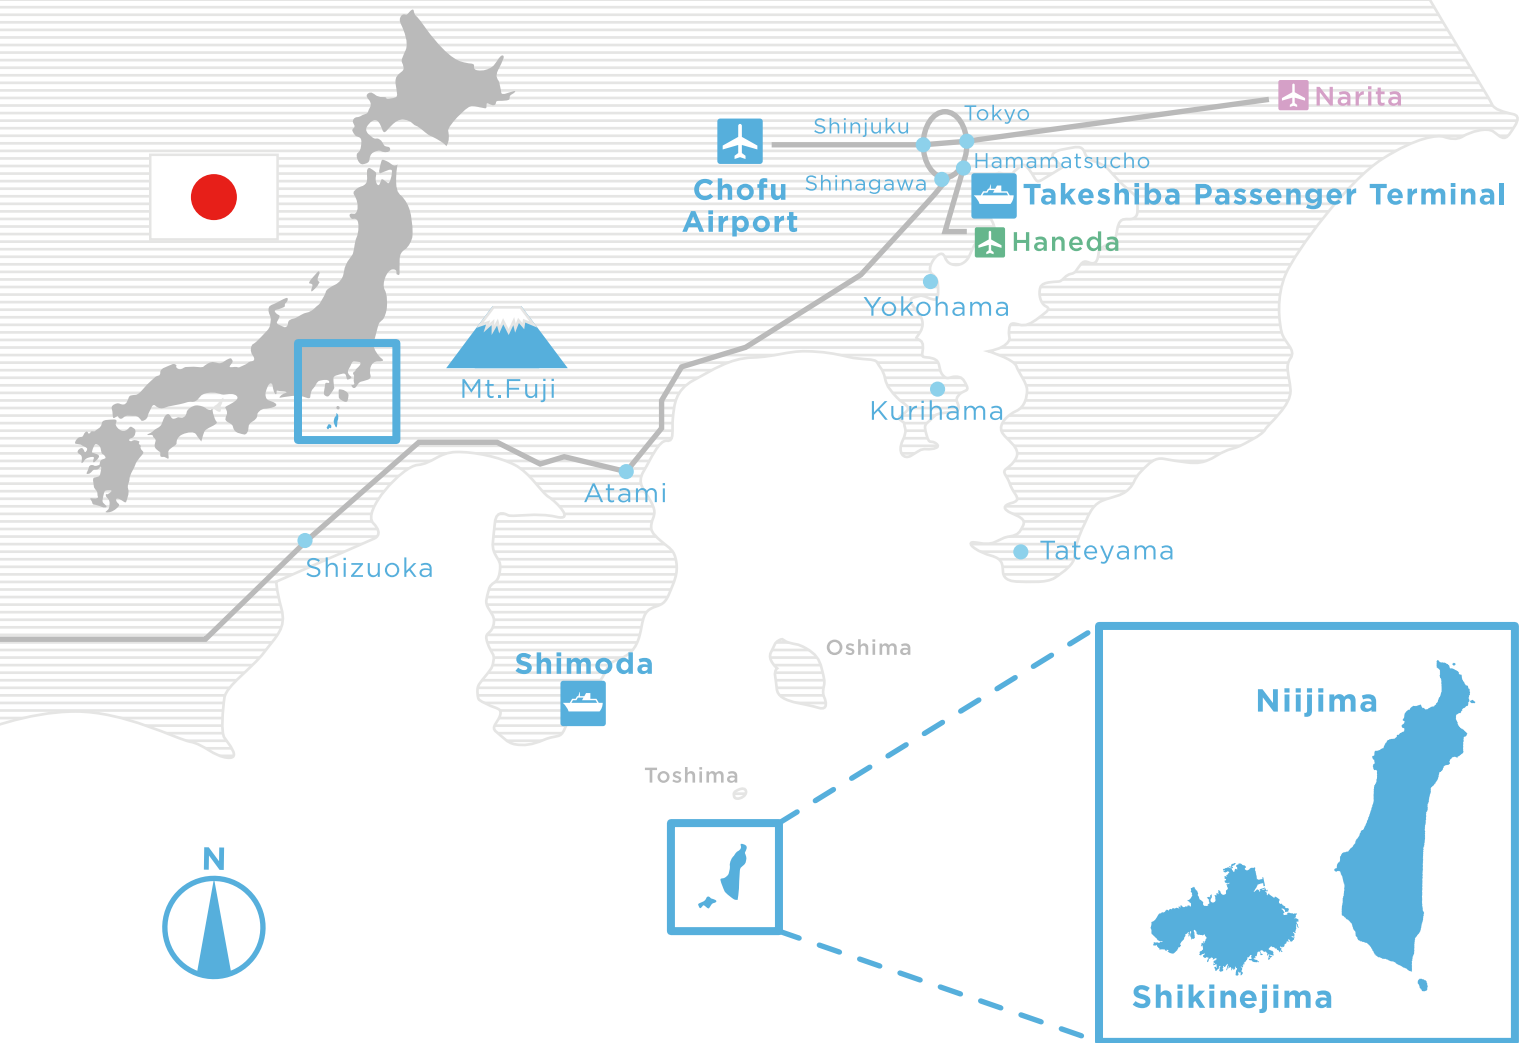 Narita
Tokyo
Shinjuku
Hamamatsucho
Shinagawa
Chofu
Airport
Takeshiba Passenger Terminal
Haneda
Yokohama
Mt.Fuji
Kurihama
Atami
Tateyama
Shizuoka
Oshima
Shimoda
Niijima
Toshima
N
Shikinejima